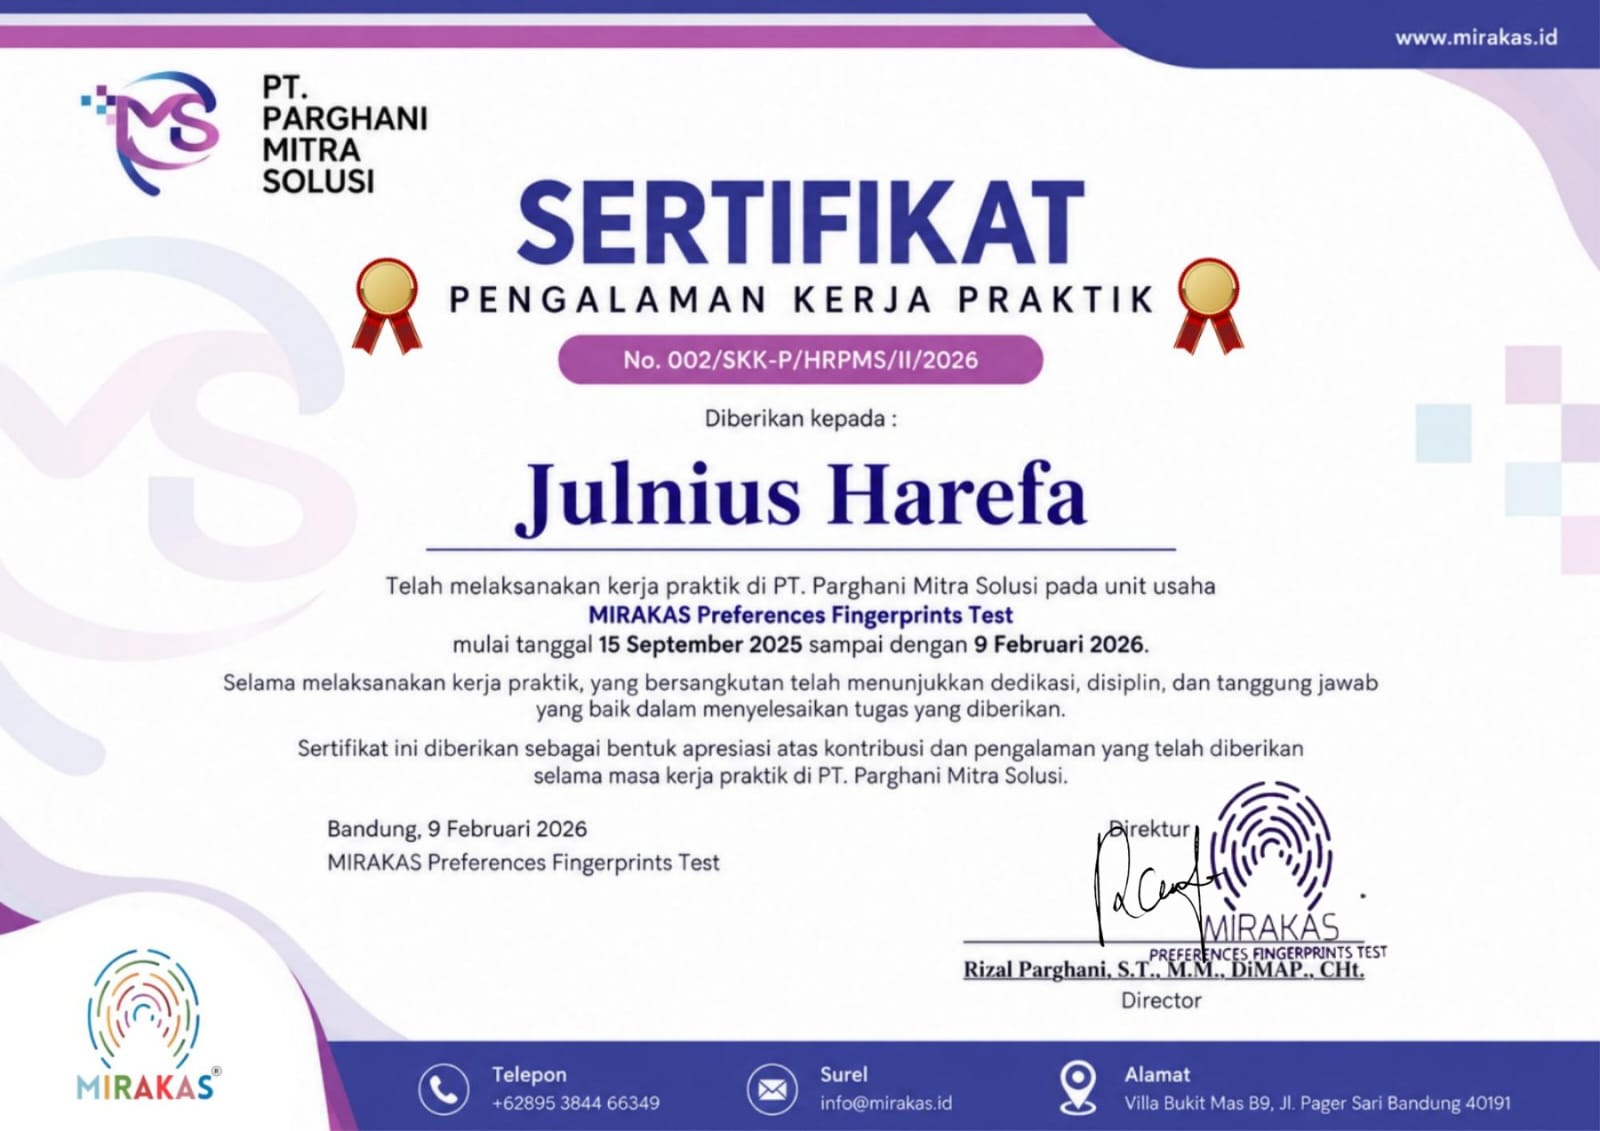 www.mirakas.id
MS
PT.
PARGHANI
MITRA
SOLUSI
SERTIFIKAT
PENGALAMAN KERJA PRAKTIK
No. 002/SKK-P/HRPMS/II/2026
Diberikan kepada :
Julnius Harefa
Telah melaksanakan kerja praktik di PT. Parghani Mitra Solusi pada unit usaha
MIRAKAS Preferences Fingerprints Test
mulai tanggal 15 September 2025 sampai dengan 9 Februari 2026.
Selama melaksanakan kerja praktik, yang bersangkutan telah menunjukkan dedikasi, disiplin, dan tanggung jawab
yang baik dalam menyelesaikan tugas yang diberikan.
Sertifikat ini diberikan sebagai bentuk apresiasi atas kontribusi dan pengalaman yang telah diberikan
selama masa kerja praktik di PT. Parghani Mitra Solusi.
Bandung, 9 Februari 2026
MIRAKAS Preferences Fingerprints Test
Direktur
MIRAKAS
PREFERENCES FINGERPRINTS TEST
Rizal Parghani, S.T., M.M., DiMAP., CHt.
Director
MIRAKAS®
Telepon
+62895 3844 66349
Surel
info@mirakas.id
Alamat
Villa Bukit Mas B9, Jl. Pager Sari Bandung 40191